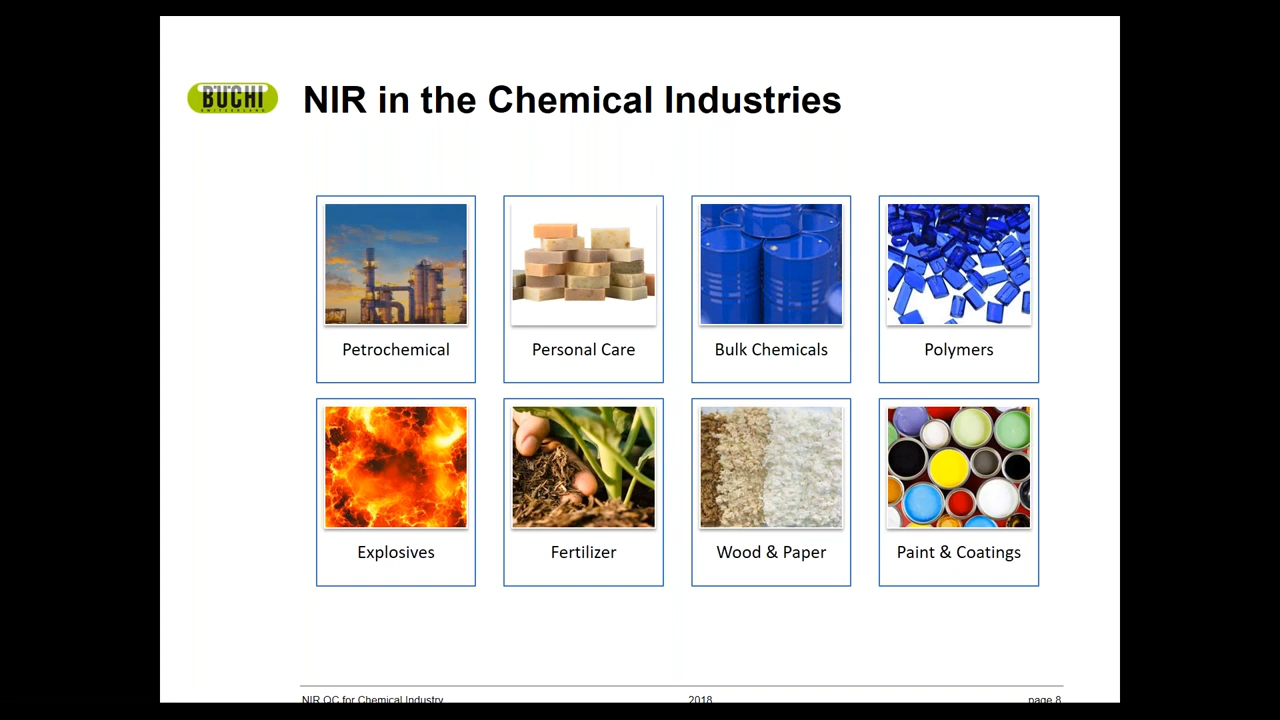 BUCHI
SWITZERLAND
NIR in the Chemical Industries
Petrochemical
Personal Care
Bulk Chemicals
Polymers
Explosives
Fertilizer
Wood & Paper
Paint & Coatings
NIR QC for Chemical Industry
2018
page 8